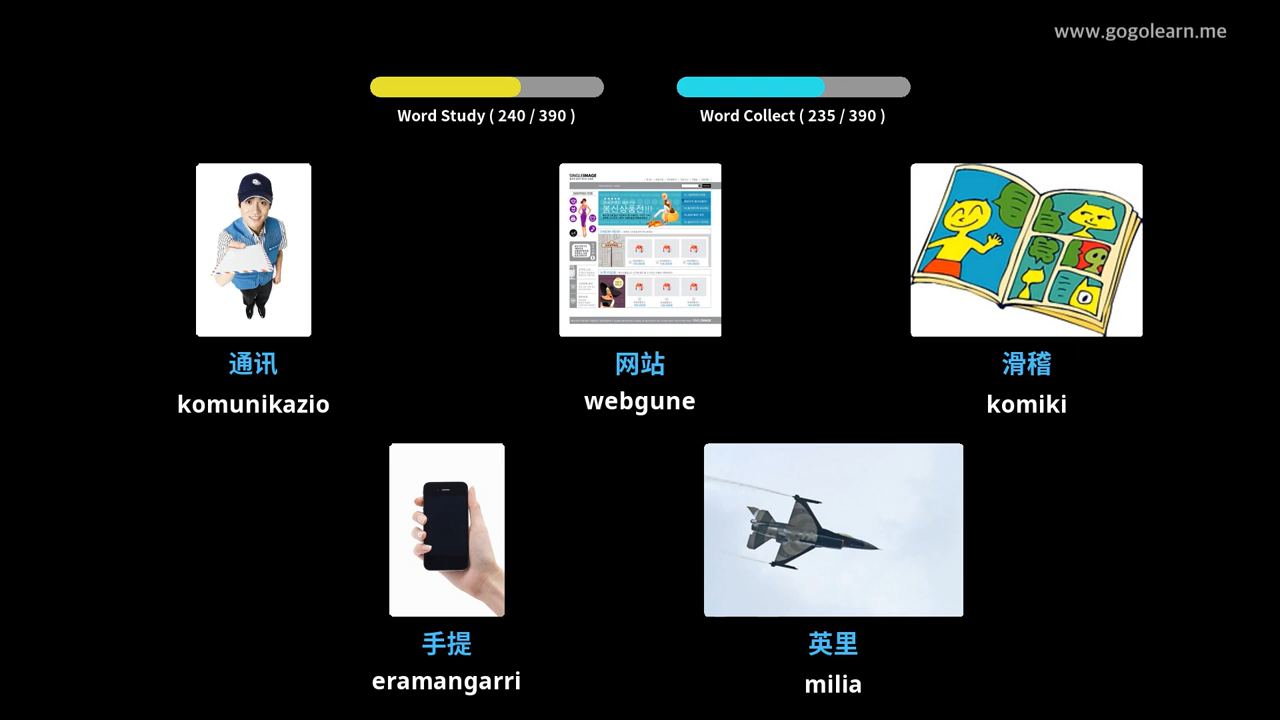 www.gogolearn.me
Word Study ( 240 / 390 )
Word Collect ( 235 / 390 )
通讯
komunikazio
网站
webgune
滑稽
komiki
手提
eramangarri
英里
milia